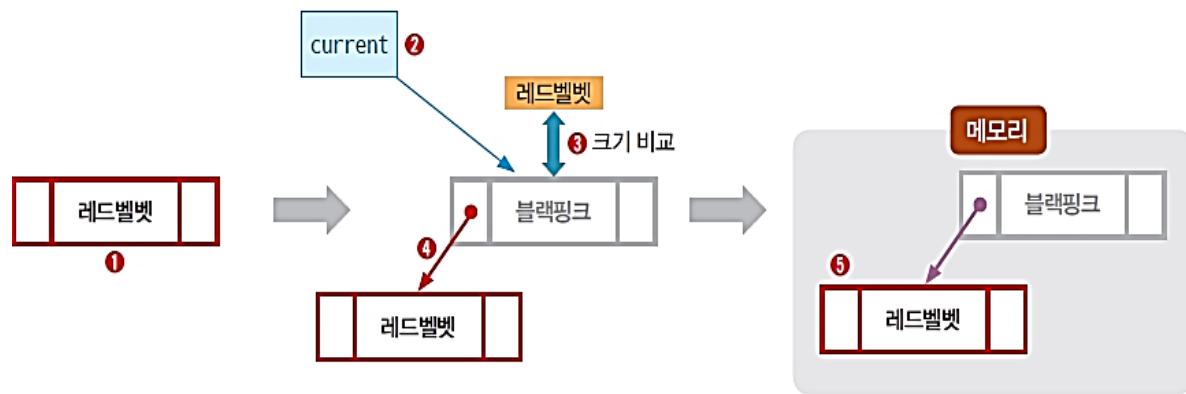 레드벨벳
❶
current ❷
레드벨벳
❸ 크기 비교
블랙핑크
❹
레드벨벳
메모리
블랙핑크
❺
레드벨벳